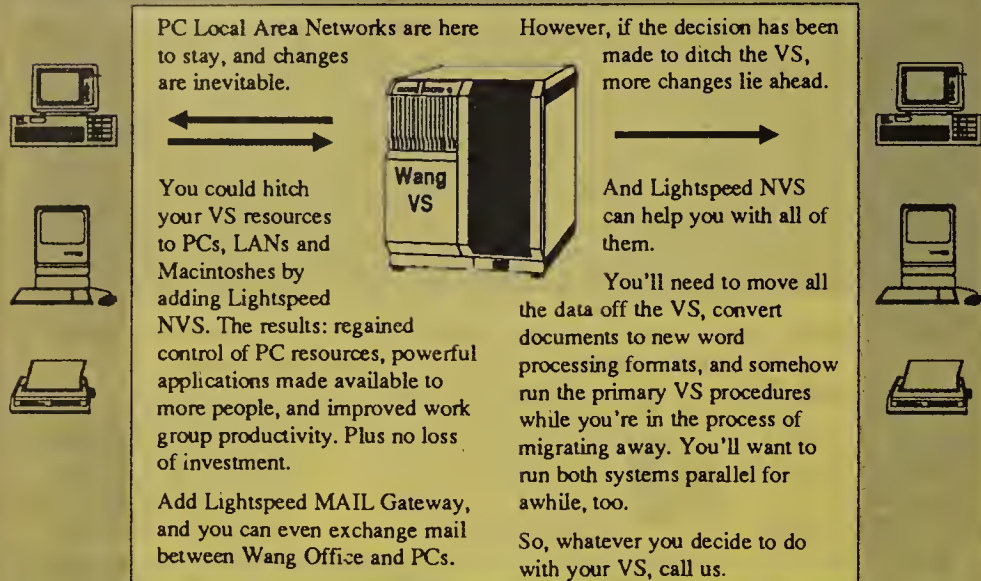 PC Local Area Networks are here
to stay, and changes
are inevitable.
You could hitch
your VS resources
to PCs, LANs and
Macintoshes by
adding Lightspeed
NVS. The results: regained
control of PC resources, powerful
applications made available to
more people, and improved work
group productivity. Plus no loss
of investment.
Add Lightspeed MAIL Gateway,
and you can even exchange mail
between Wang Office and PCs.
Wang
VS
However, if the decision has been
made to ditch the VS,
more changes lie ahead.
And Lightspeed NVS
can help you with all of
them.
You'll need to move all
the data off the VS, convert
documents to new word
processing formats, and somehow
run the primary VS procedures
while you're in the process of
migrating away. You'll want to
run both systems parallel for
awhile, too.
So, whatever you decide to do
with your VS, call us.